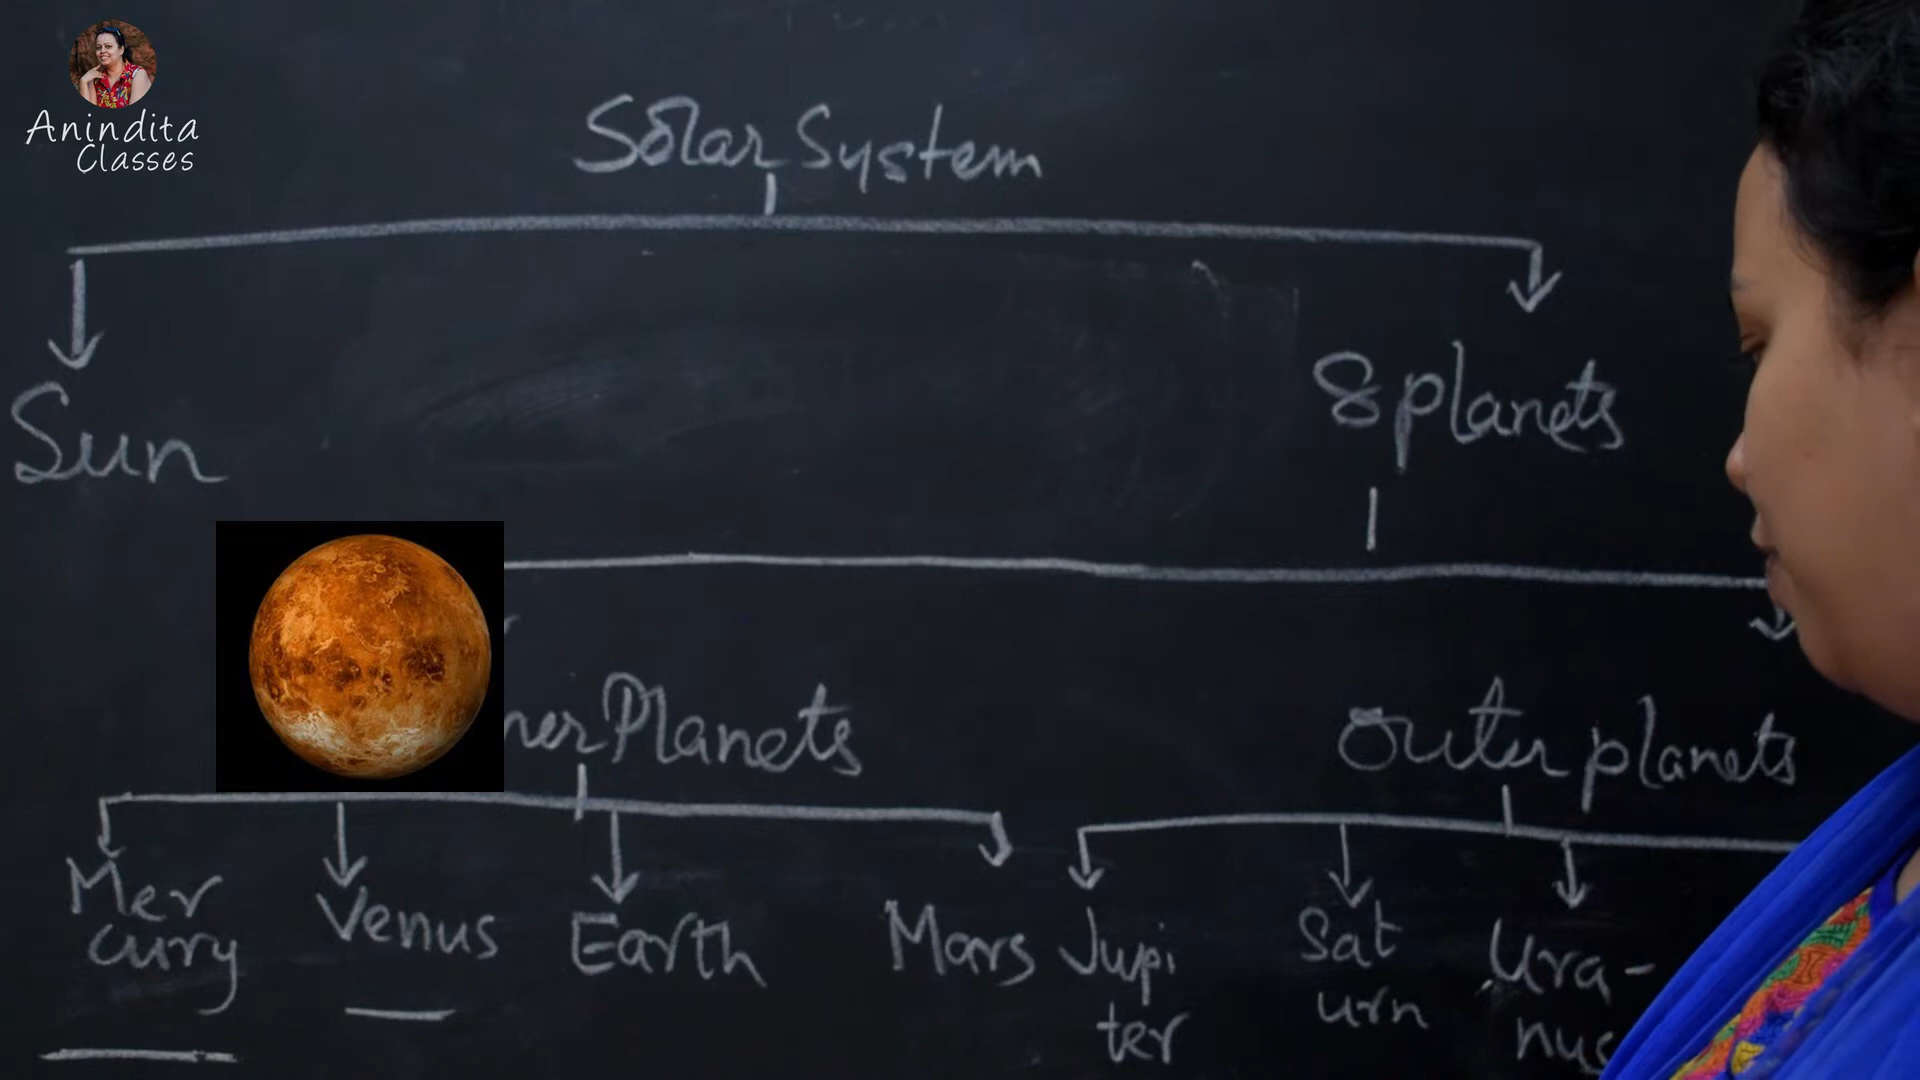 Anindita
Classes
Solar System
Sun
8 planets
ner Planets
Outer planets
Mer
cury
Venus
Earth
Mars
Jupi
ter
Sat
urn
Ura-
nus